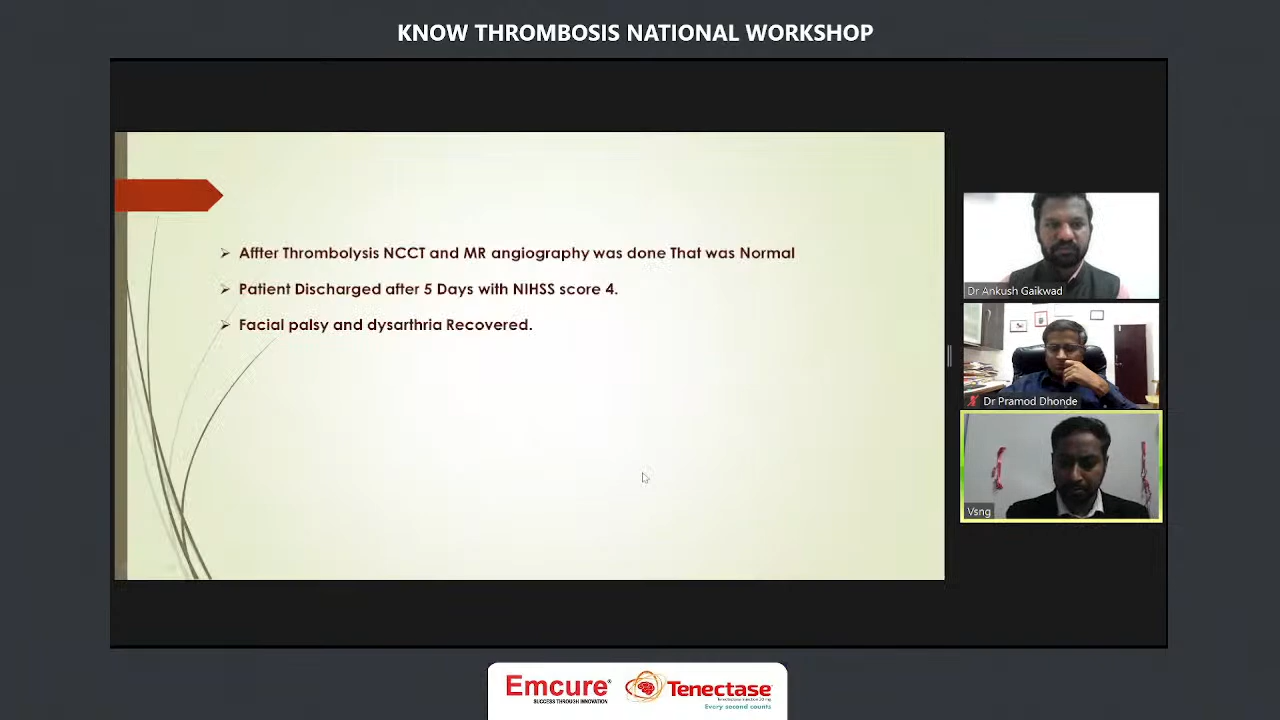 KNOW THROMBOSIS NATIONAL WORKSHOP
Affter Thrombolysis NCCT and MR angiography was done That was Normal
Patient Discharged after 5 Days with NIHSS score 4.
Facial palsy and dysarthria Recovered.
Dr Ankush Gaikwad
Dr Pramod Dhonde
Vsng
Emcure®
SUCCESS THROUGH INNOVATION
Tenectase
Every second counts